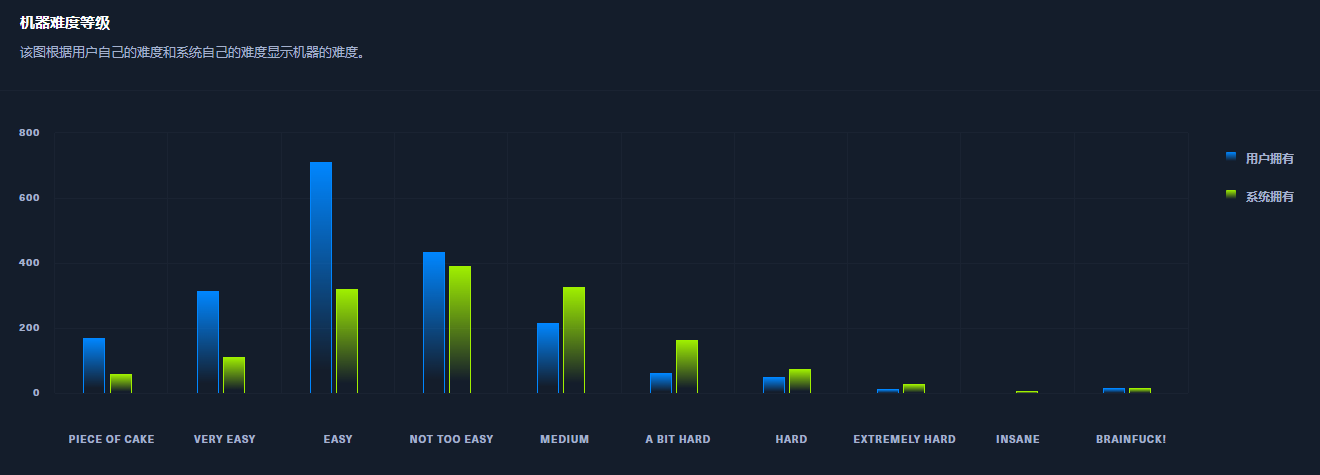 机器难度等级
该图根据用户自己的难度和系统自己的难度显示机器的难度。
800
600
400
200
0
用户拥有
系统拥有
PIECE OF CAKE VERY EASY EASY NOT TOO EASY MEDIUM A BIT HARD HARD EXTREMELY HARD INSANE BRAINFUCK!